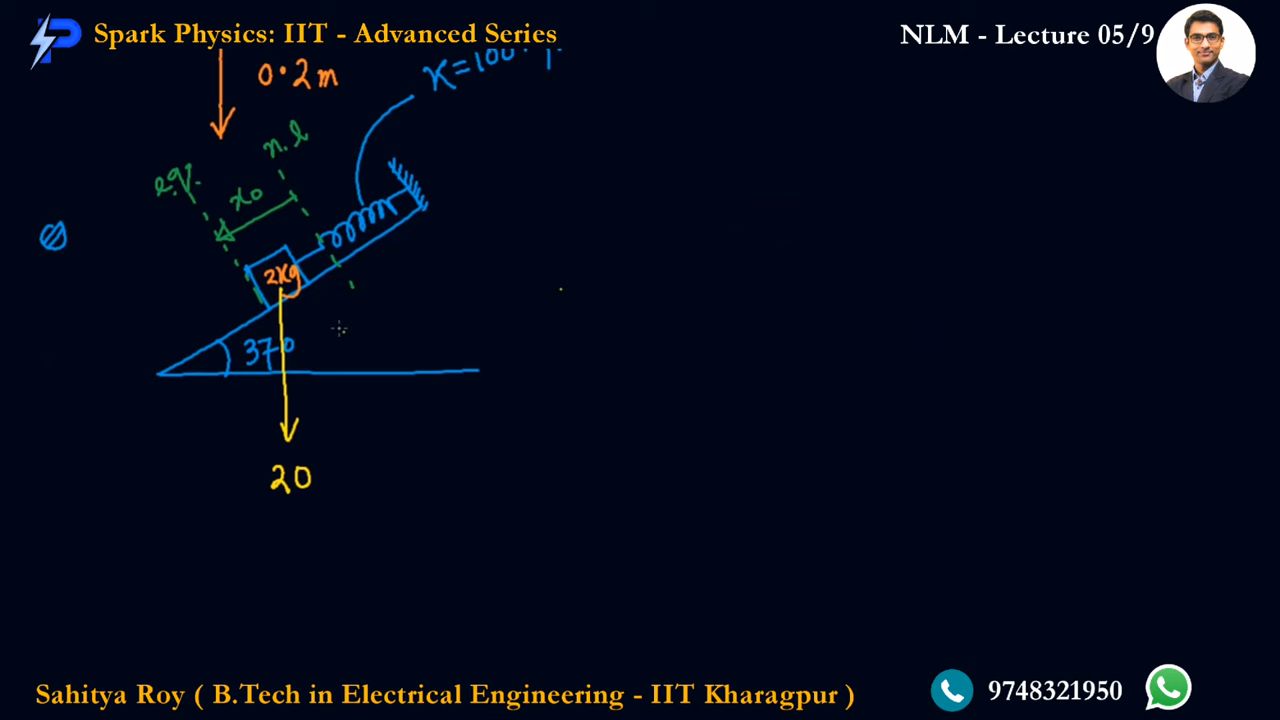 Spark Physics: IIT - Advanced Series
NLM - Lecture 05/9
0.2m
K=100
n.l
eq.
x0
2Kg
37°
20
Sahitya Roy ( B.Tech in Electrical Engineering - IIT Kharagpur )
9748321950